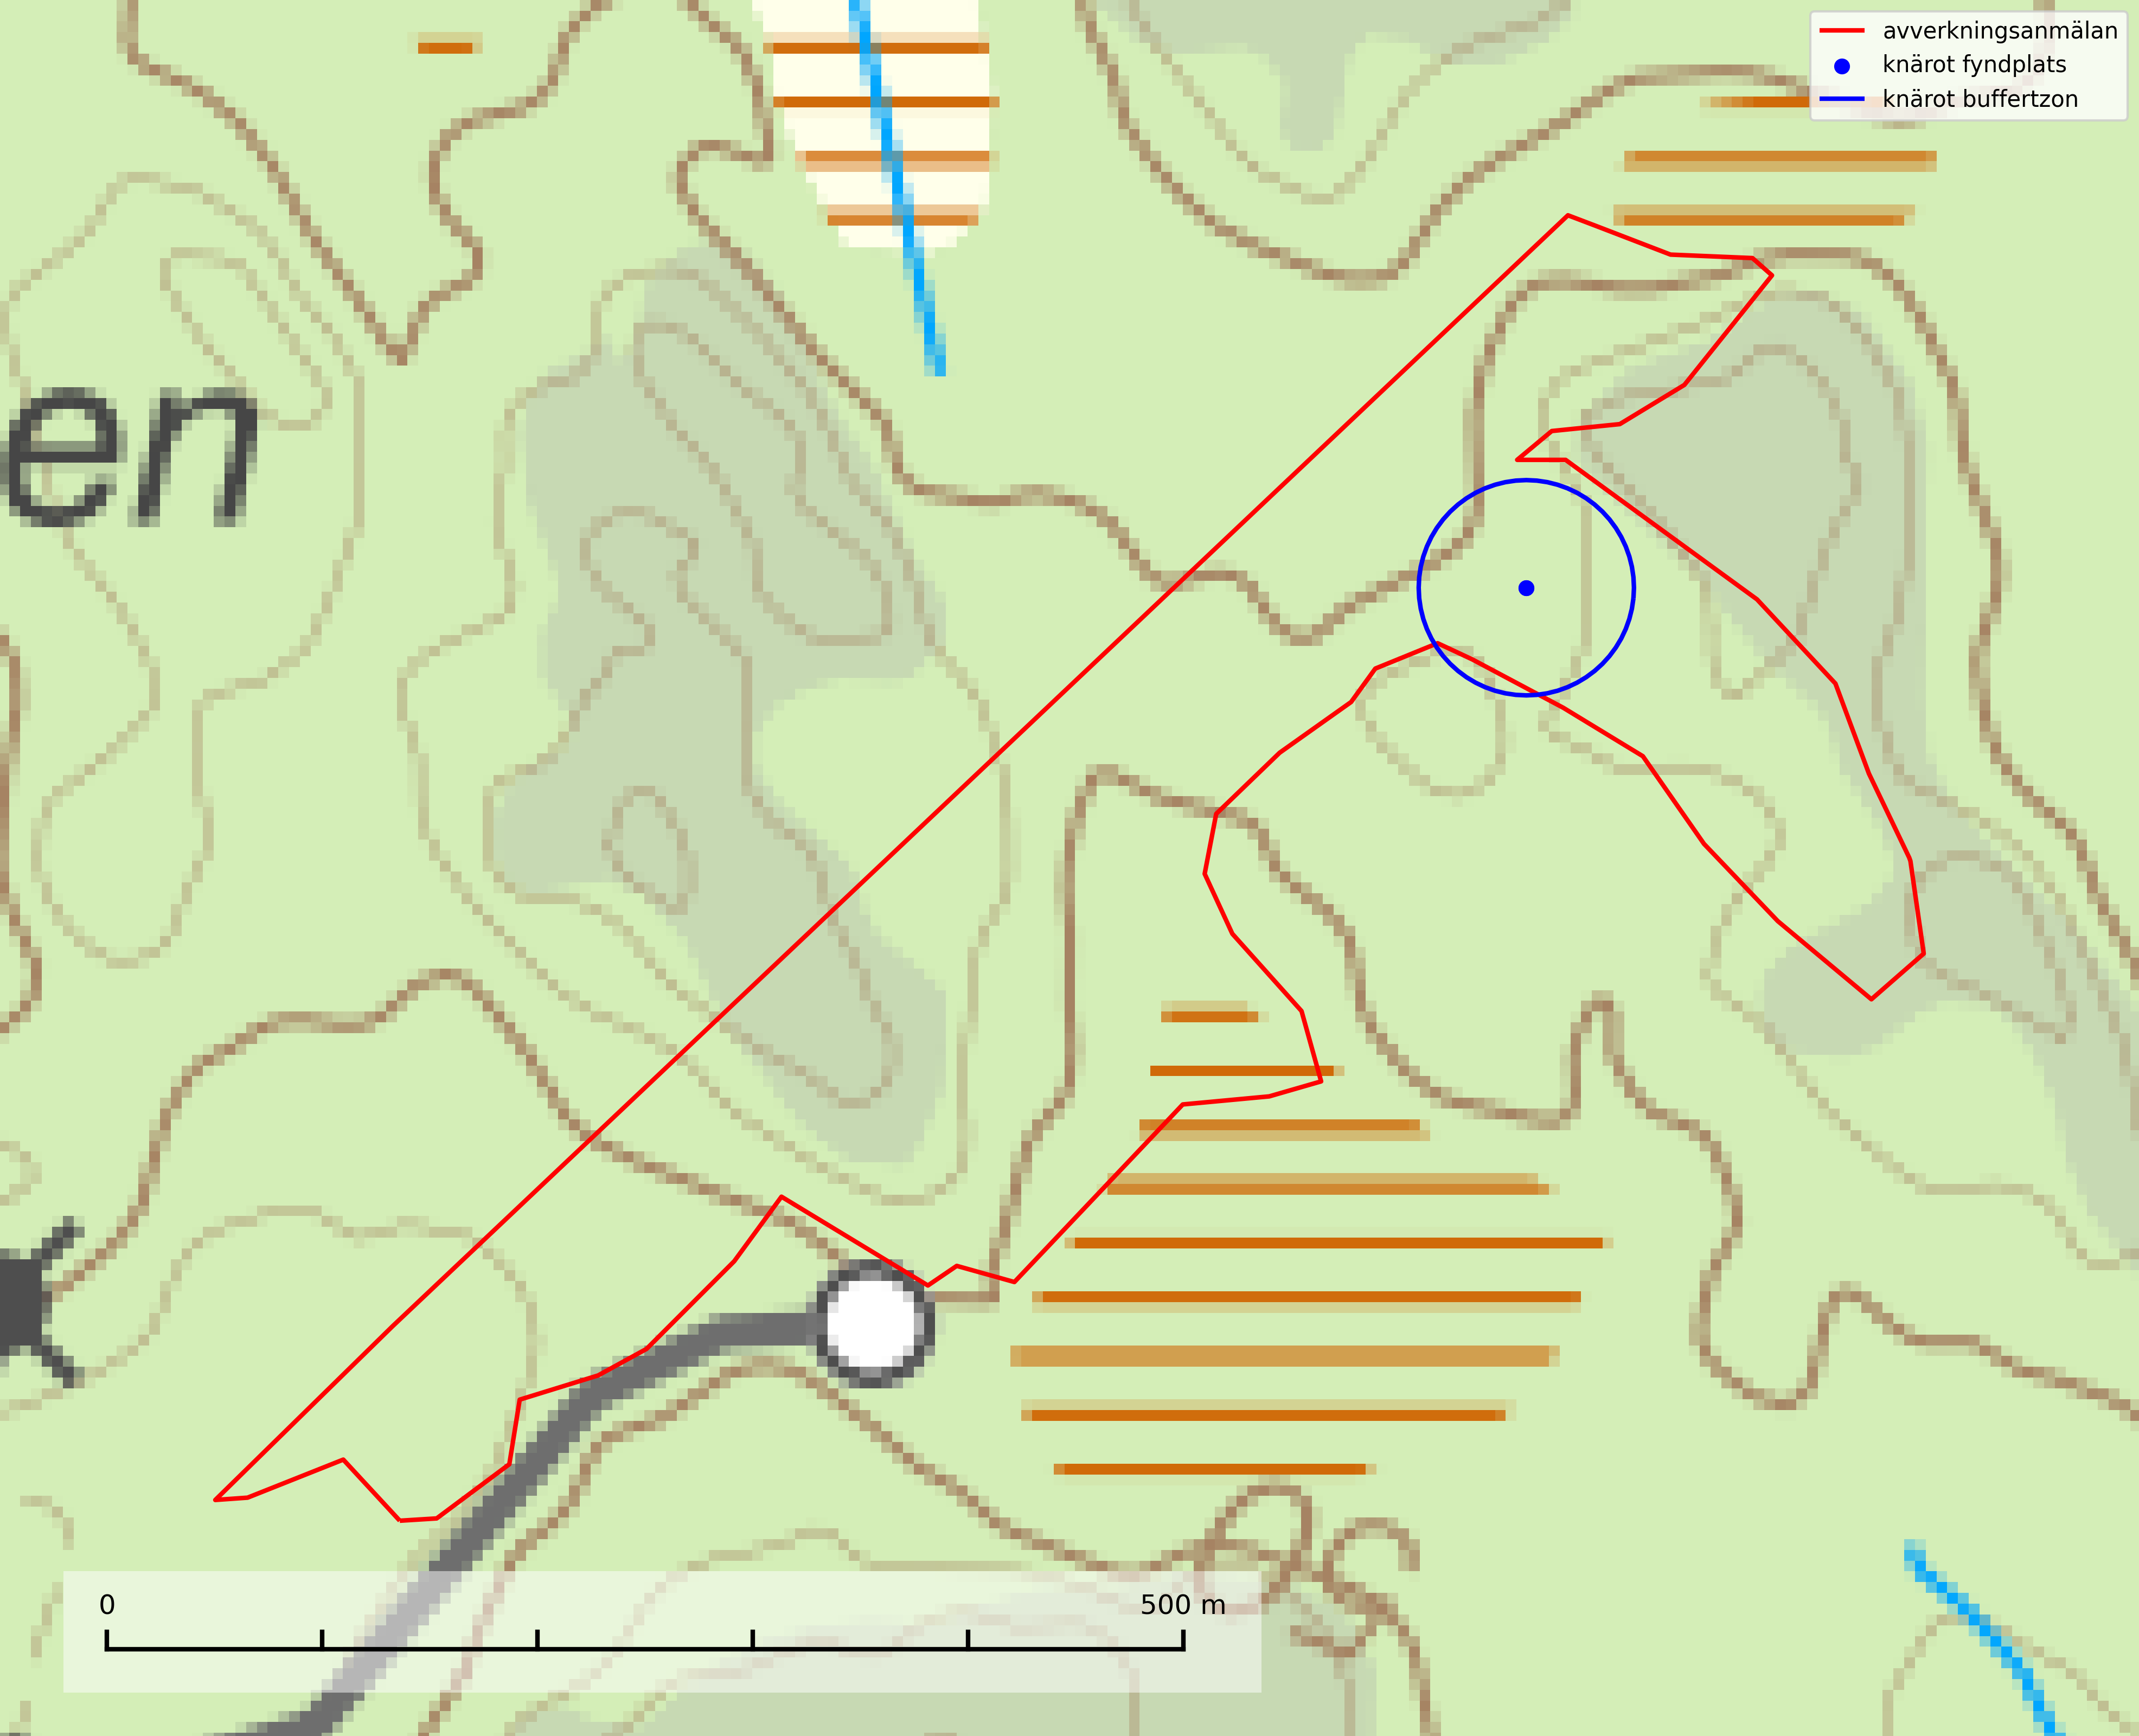 avverkningsanmälan
knärot fyndplats
knärot buffertzon
en
0 500 m